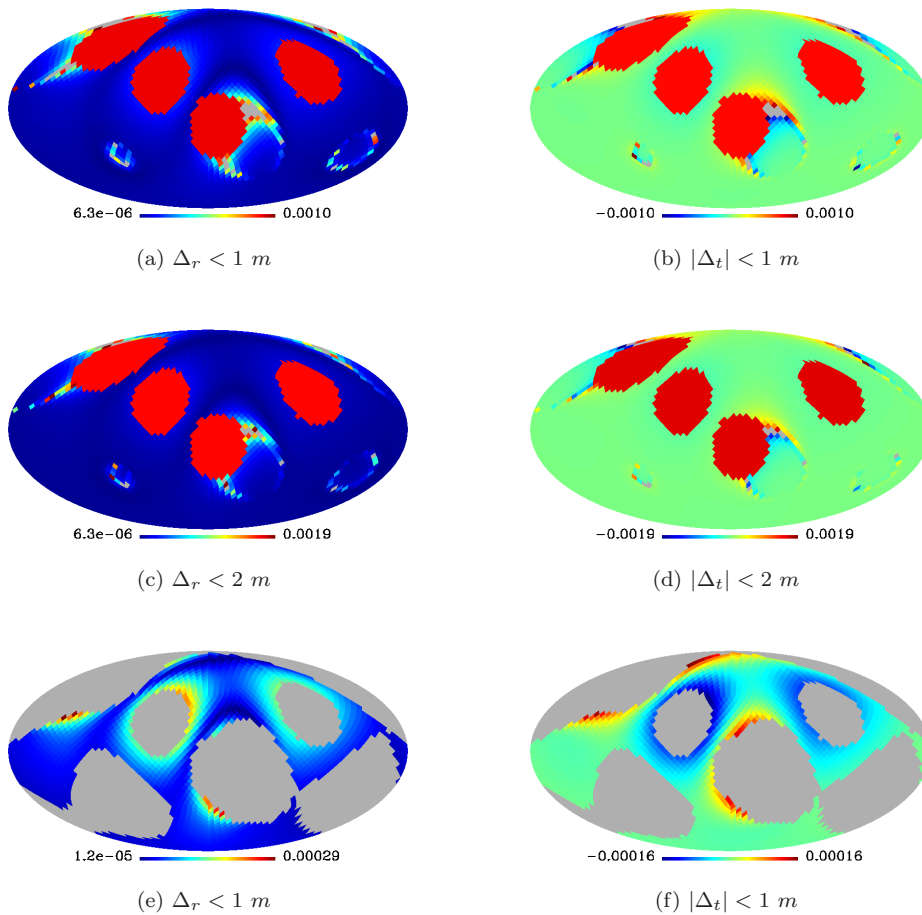 6.3e-06 0.0010 -0.0010 0.0010
(a) Δr < 1 m (b) |Δt| < 1 m
6.3e-06 0.0019 -0.0019 0.0019
(c) Δr < 2 m (d) |Δt| < 2 m
1.2e-05 0.00029 -0.00016 0.00016
(e) Δr < 1 m (f) |Δt| < 1 m